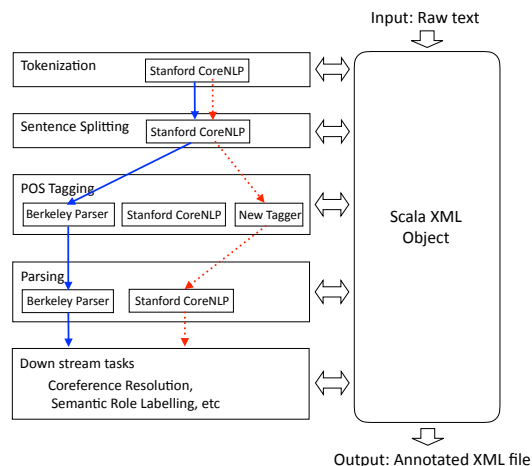 Input: Raw text
Tokenization
Stanford CoreNLP
Sentence Splitting
Stanford CoreNLP
POS Tagging
Berkeley Parser
Stanford CoreNLP
New Tagger
Scala XML
Object
Parsing
Berkeley Parser
Stanford CoreNLP
Down stream tasks
Coreference Resolution,
Semantic Role Labelling, etc
Output: Annotated XML file